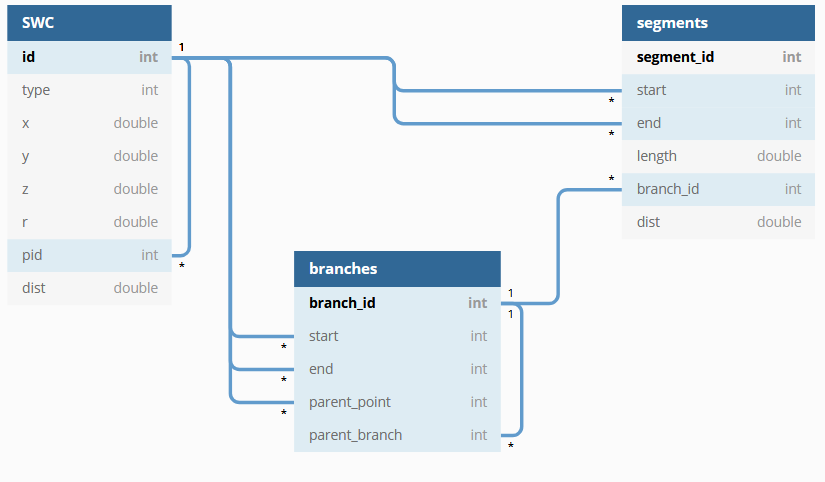 SWC
id int
type int
x double
y double
z double
r double
pid int
dist double
1
*
segments
segment_id int
start int
end int
length double
branch_id int
dist double
*
*
*
branches
branch_id int
start int
end int
parent_point int
parent_branch int
1
1
*
*
*
*